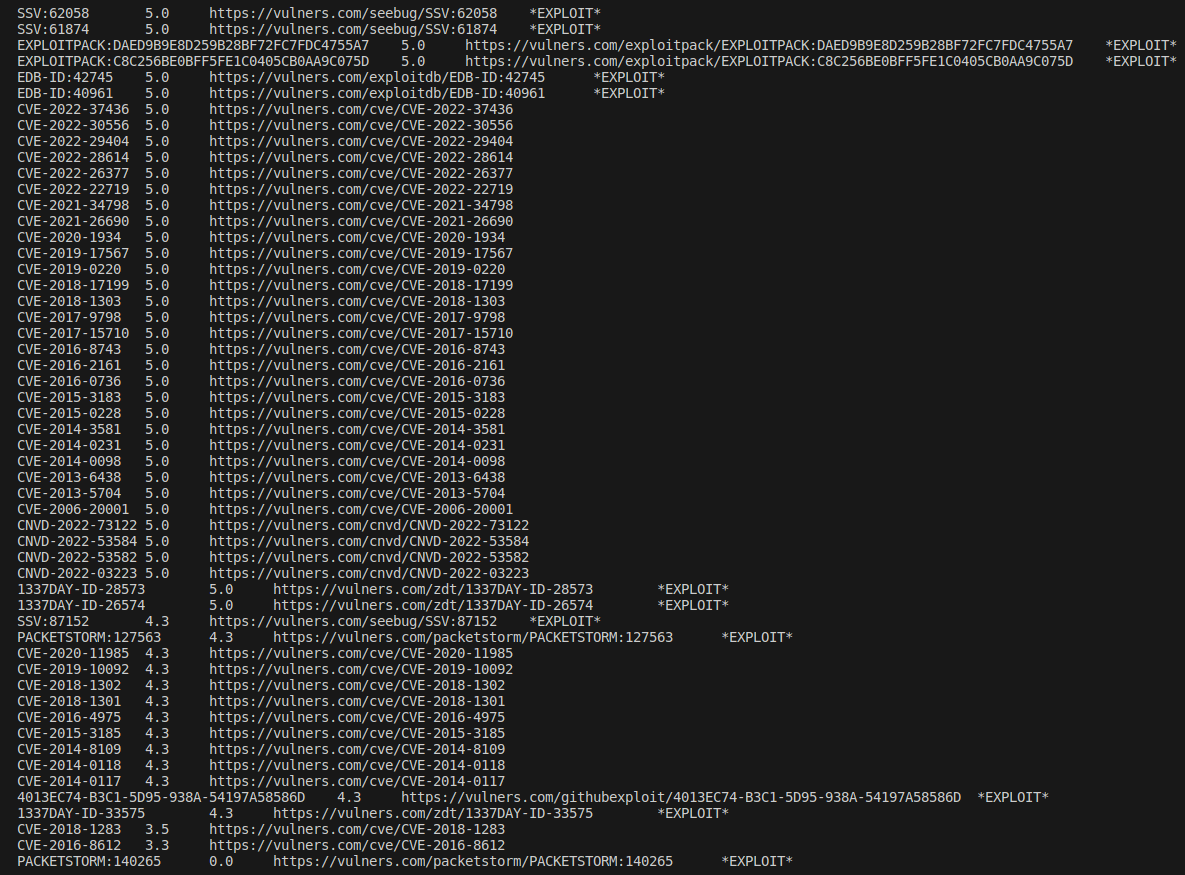 SSV:62058 5.0 https://vulners.com/seebug/SSV:62058 *EXPLOIT*
SSV:61874 5.0 https://vulners.com/seebug/SSV:61874 *EXPLOIT*
EXPLOITPACK:DAED9B9E8D259B28BF72FC7FDC4755A7 5.0 https://vulners.com/exploitpack/EXPLOITPACK:DAED9B9E8D259B28BF72FC7FDC4755A7 *EXPLOIT*
EXPLOITPACK:C8C256BE0BFF5FE1C0405CB0AA9C075D 5.0 https://vulners.com/exploitpack/EXPLOITPACK:C8C256BE0BFF5FE1C0405CB0AA9C075D *EXPLOIT*
EDB-ID:42745 5.0 https://vulners.com/exploitdb/EDB-ID:42745 *EXPLOIT*
EDB-ID:40961 5.0 https://vulners.com/exploitdb/EDB-ID:40961 *EXPLOIT*
CVE-2022-37436 5.0 https://vulners.com/cve/CVE-2022-37436
CVE-2022-30556 5.0 https://vulners.com/cve/CVE-2022-30556
CVE-2022-29404 5.0 https://vulners.com/cve/CVE-2022-29404
CVE-2022-28614 5.0 https://vulners.com/cve/CVE-2022-28614
CVE-2022-26377 5.0 https://vulners.com/cve/CVE-2022-26377
CVE-2022-22719 5.0 https://vulners.com/cve/CVE-2022-22719
CVE-2021-34798 5.0 https://vulners.com/cve/CVE-2021-34798
CVE-2021-26690 5.0 https://vulners.com/cve/CVE-2021-26690
CVE-2020-1934 5.0 https://vulners.com/cve/CVE-2020-1934
CVE-2019-17567 5.0 https://vulners.com/cve/CVE-2019-17567
CVE-2019-0220 5.0 https://vulners.com/cve/CVE-2019-0220
CVE-2018-17199 5.0 https://vulners.com/cve/CVE-2018-17199
CVE-2018-1303 5.0 https://vulners.com/cve/CVE-2018-1303
CVE-2017-9798 5.0 https://vulners.com/cve/CVE-2017-9798
CVE-2017-15710 5.0 https://vulners.com/cve/CVE-2017-15710
CVE-2016-8743 5.0 https://vulners.com/cve/CVE-2016-8743
CVE-2016-2161 5.0 https://vulners.com/cve/CVE-2016-2161
CVE-2016-0736 5.0 https://vulners.com/cve/CVE-2016-0736
CVE-2015-3183 5.0 https://vulners.com/cve/CVE-2015-3183
CVE-2015-0228 5.0 https://vulners.com/cve/CVE-2015-0228
CVE-2014-3581 5.0 https://vulners.com/cve/CVE-2014-3581
CVE-2014-0231 5.0 https://vulners.com/cve/CVE-2014-0231
CVE-2014-0098 5.0 https://vulners.com/cve/CVE-2014-0098
CVE-2013-6438 5.0 https://vulners.com/cve/CVE-2013-6438
CVE-2013-5704 5.0 https://vulners.com/cve/CVE-2013-5704
CVE-2006-20001 5.0 https://vulners.com/cve/CVE-2006-20001
CNVD-2022-73122 5.0 https://vulners.com/cnvd/CNVD-2022-73122
CNVD-2022-53584 5.0 https://vulners.com/cnvd/CNVD-2022-53584
CNVD-2022-53582 5.0 https://vulners.com/cnvd/CNVD-2022-53582
CNVD-2022-03223 5.0 https://vulners.com/cnvd/CNVD-2022-03223
1337DAY-ID-28573 5.0 https://vulners.com/zdt/1337DAY-ID-28573 *EXPLOIT*
1337DAY-ID-26574 5.0 https://vulners.com/zdt/1337DAY-ID-26574 *EXPLOIT*
SSV:87152 4.3 https://vulners.com/seebug/SSV:87152 *EXPLOIT*
PACKETSTORM:127563 4.3 https://vulners.com/packetstorm/PACKETSTORM:127563 *EXPLOIT*
CVE-2020-11985 4.3 https://vulners.com/cve/CVE-2020-11985
CVE-2019-10092 4.3 https://vulners.com/cve/CVE-2019-10092
CVE-2018-1302 4.3 https://vulners.com/cve/CVE-2018-1302
CVE-2018-1301 4.3 https://vulners.com/cve/CVE-2018-1301
CVE-2016-4975 4.3 https://vulners.com/cve/CVE-2016-4975
CVE-2015-3185 4.3 https://vulners.com/cve/CVE-2015-3185
CVE-2014-8109 4.3 https://vulners.com/cve/CVE-2014-8109
CVE-2014-0118 4.3 https://vulners.com/cve/CVE-2014-0118
CVE-2014-0117 4.3 https://vulners.com/cve/CVE-2014-0117
4013EC74-B3C1-5D95-938A-54197A58586D 4.3 https://vulners.com/githubexploit/4013EC74-B3C1-5D95-938A-54197A58586D *EXPLOIT*
1337DAY-ID-33575 4.3 https://vulners.com/zdt/1337DAY-ID-33575 *EXPLOIT*
CVE-2018-1283 3.5 https://vulners.com/cve/CVE-2018-1283
CVE-2016-8612 3.3 https://vulners.com/cve/CVE-2016-8612
PACKETSTORM:140265 0.0 https://vulners.com/packetstorm/PACKETSTORM:140265 *EXPLOIT*